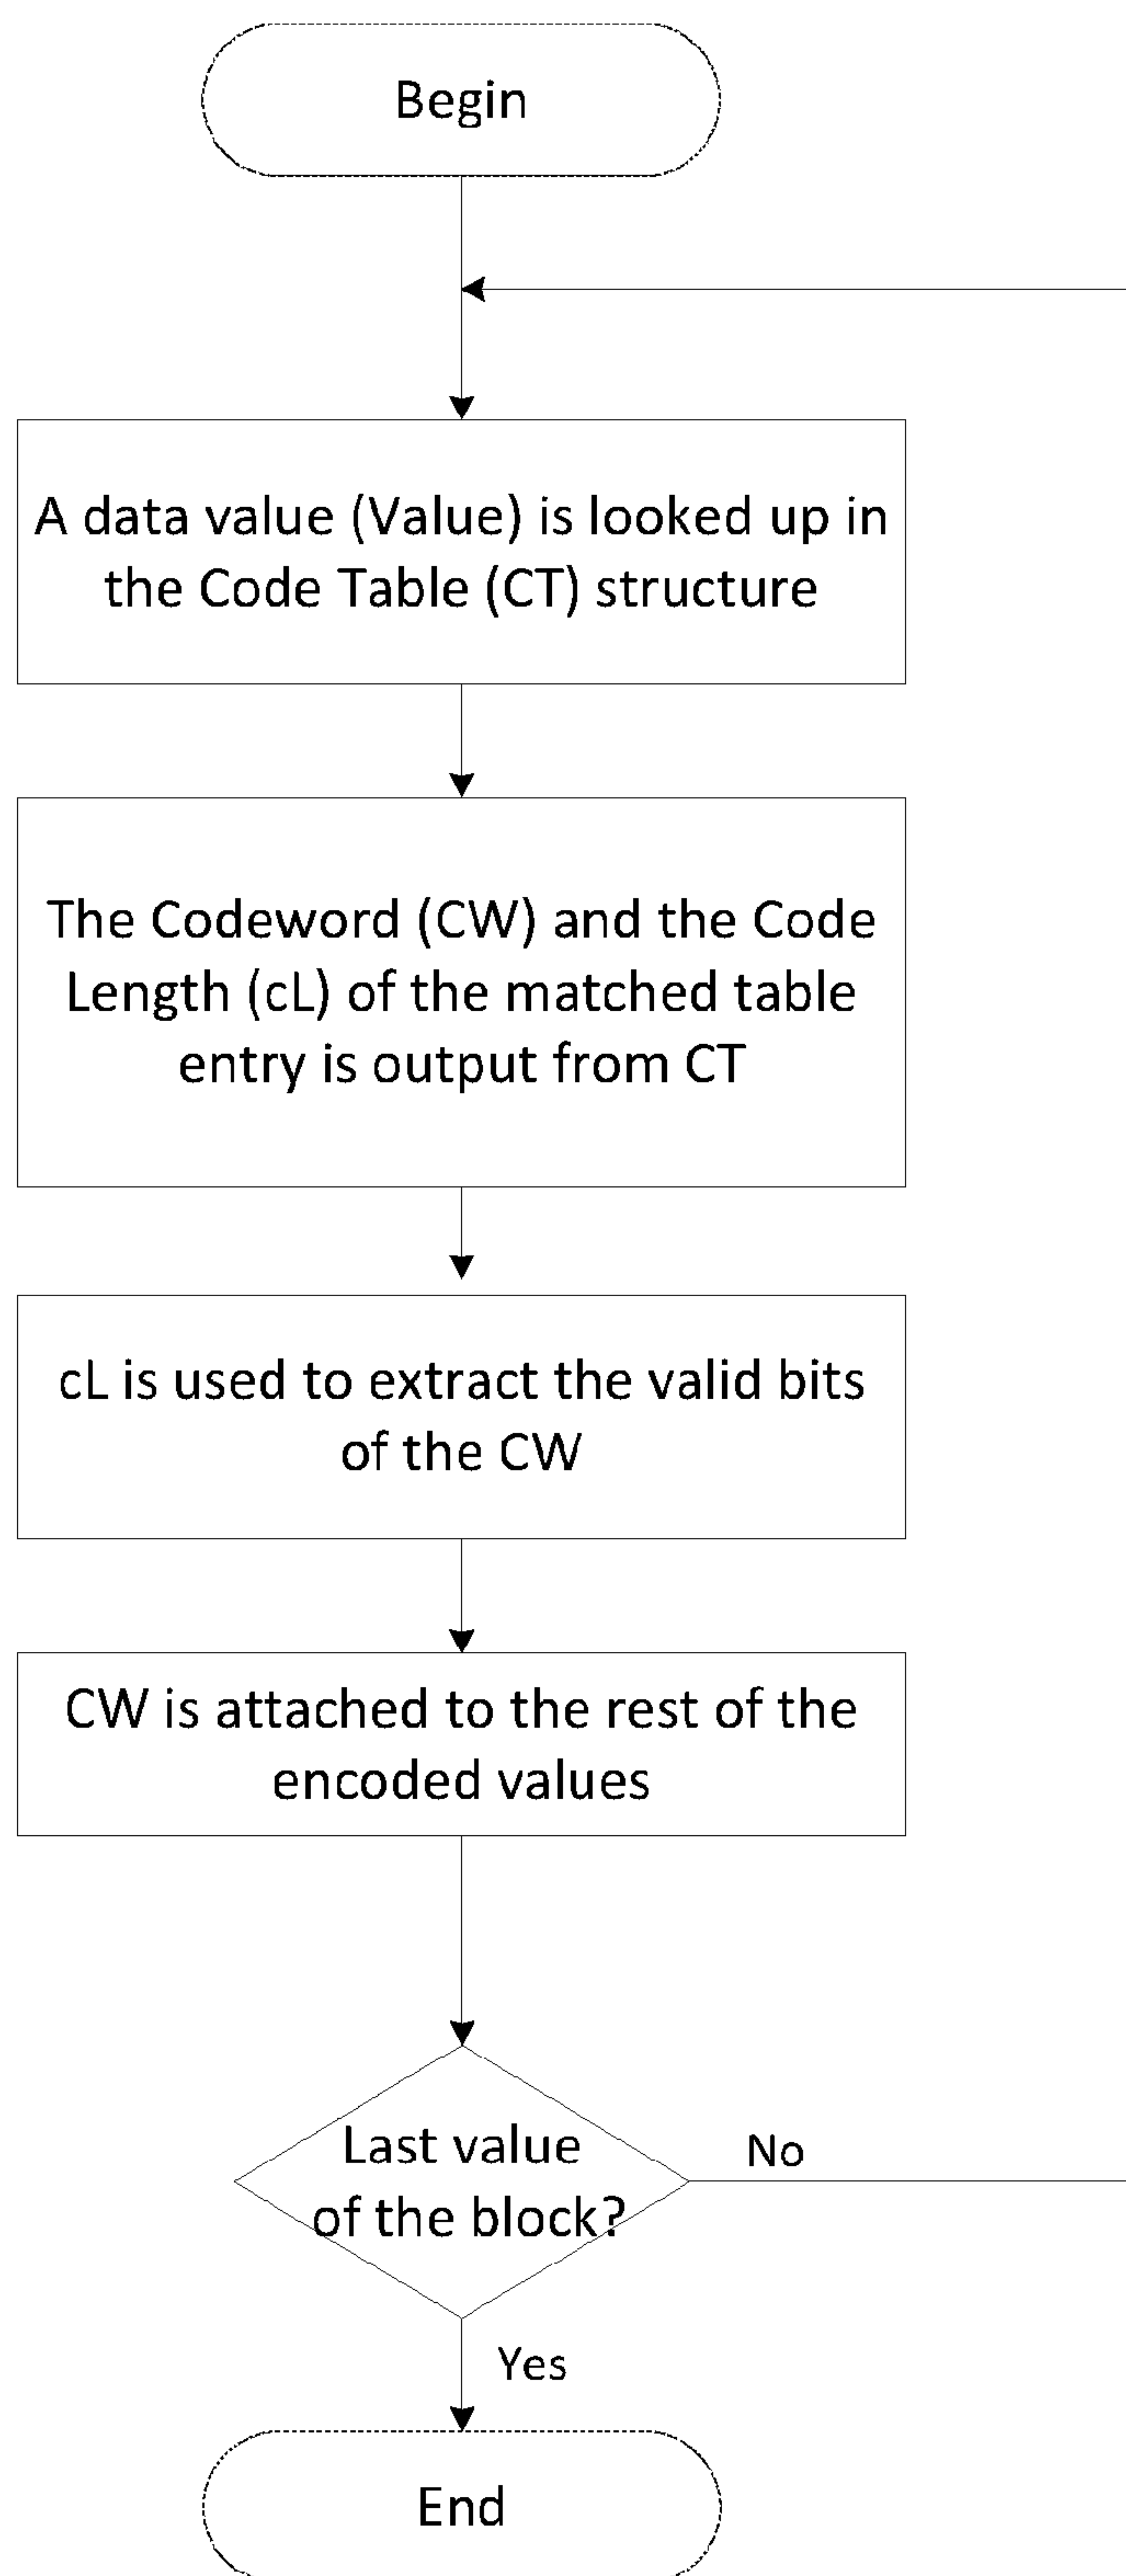 Begin
A data value (Value) is looked up in
the Code Table (CT) structure
The Codeword (CW) and the Code
Length (cL) of the matched table
entry is output from CT
cL is used to extract the valid bits
of the CW
CW is attached to the rest of the
encoded values
Last value
of the block?
No
Yes
End